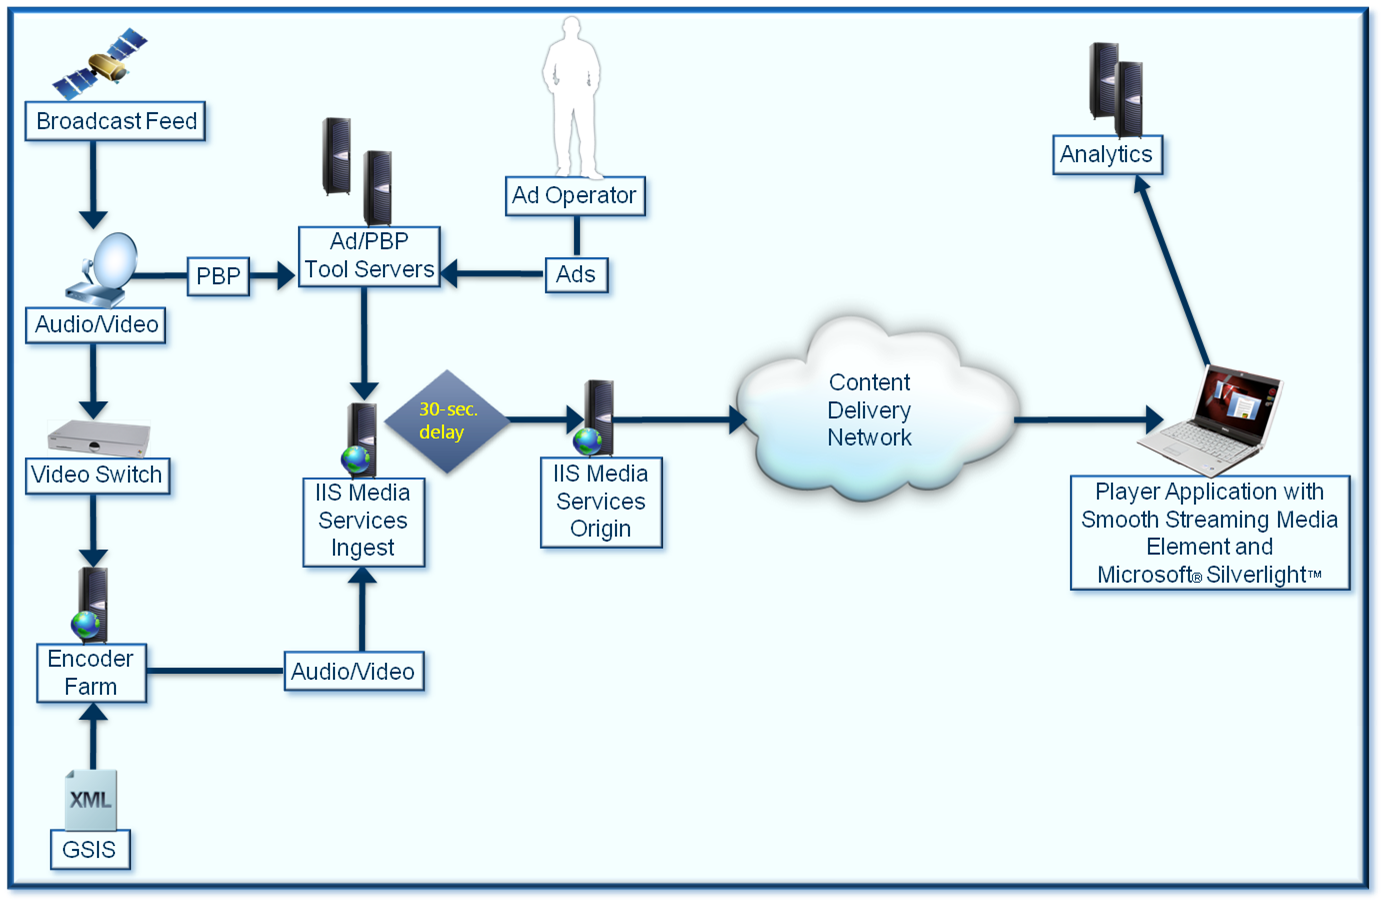 Broadcast Feed
Ad Operator
Analytics
Ad/PBP
Tool Servers
PBP
Ads
Audio/Video
30-sec.
delay
Content
Delivery
Network
Video Switch
IIS Media
Services
Ingest
IIS Media
Services
Origin
Player Application with
Smooth Streaming Media
Element and
Microsoft® Silverlight™
Encoder
Farm
Audio/Video
XML
GSIS